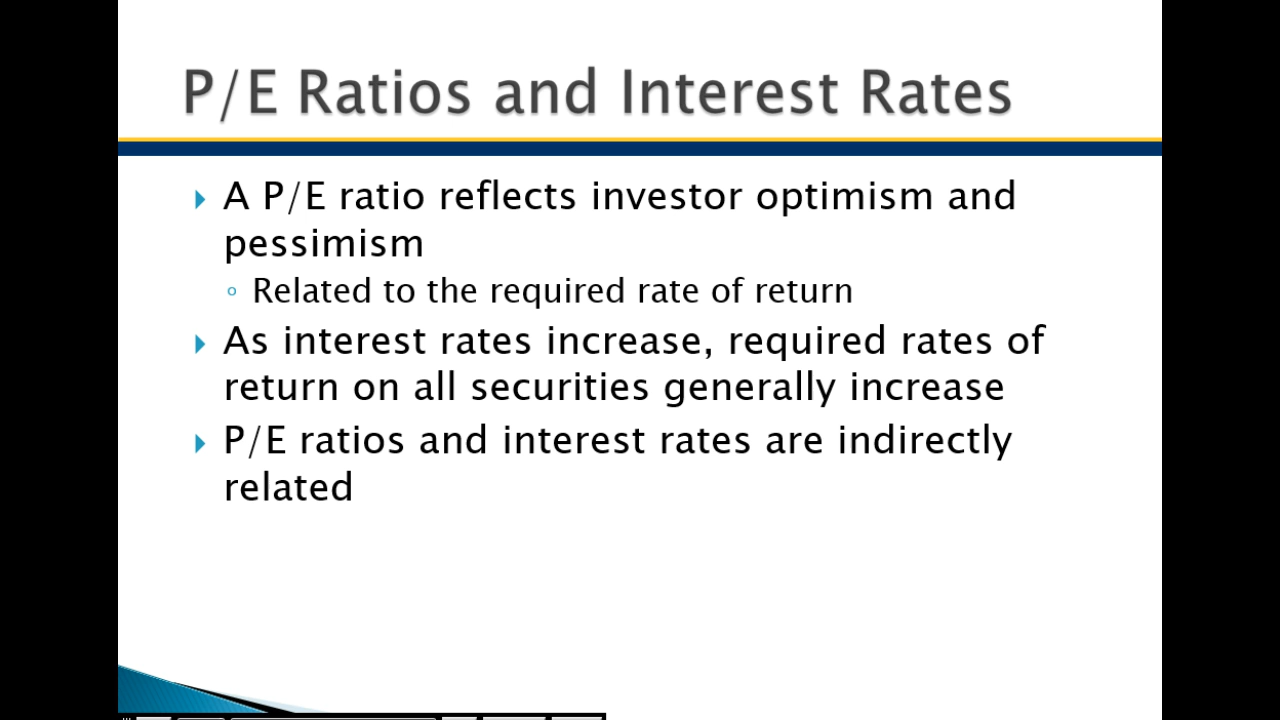 P/E Ratios and Interest Rates
A P/E ratio reflects investor optimism and
pessimism
Related to the required rate of return
As interest rates increase, required rates of
return on all securities generally increase
P/E ratios and interest rates are indirectly
related